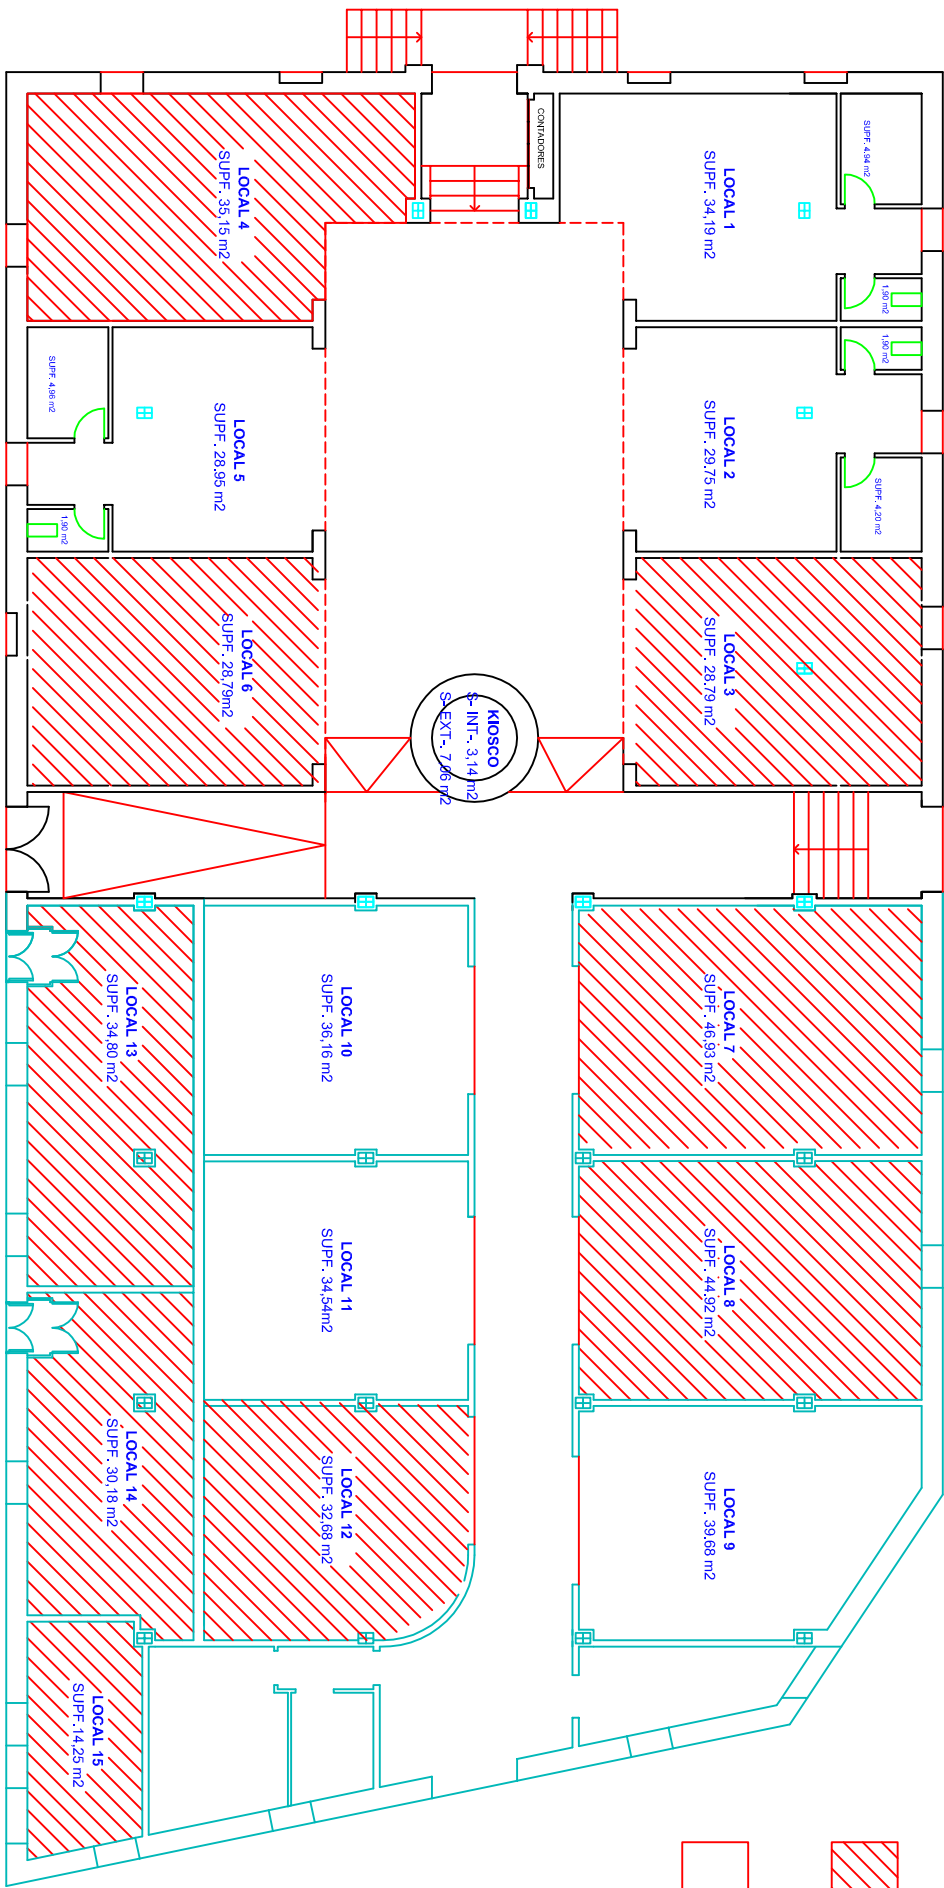 CONTADORES
SUPF. 4,94 m2
LOCAL 1
SUPF. 34,19 m2
1,90 m2
LOCAL 4
SUPF. 35,15 m2
1,90 m2
LOCAL 2
SUPF. 29.75 m2
SUPF. 4,20 m2
SUPF. 4,96 m2
LOCAL 5
SUPF. 28.95 m2
1,90 m2
LOCAL 3
SUPF. 28.79 m2
LOCAL 6
SUPF. 28,79m2
KIOSCO
S- INT-. 3,14 m2
S- EXT-. 7,06 m2
LOCAL 7
SUPF. 46,93 m2
LOCAL 10
SUPF. 36,16 m2
LOCAL 13
SUPF. 34,80 m2
LOCAL 8
SUPF. 44.92 m2
LOCAL 11
SUPF. 34,54m2
LOCAL 9
SUPF. 39.68 m2
LOCAL 12
SUPF. 32,68 m2
LOCAL 14
SUPF. 30,18 m2
LOCAL 15
SUPF. 14,25 m2